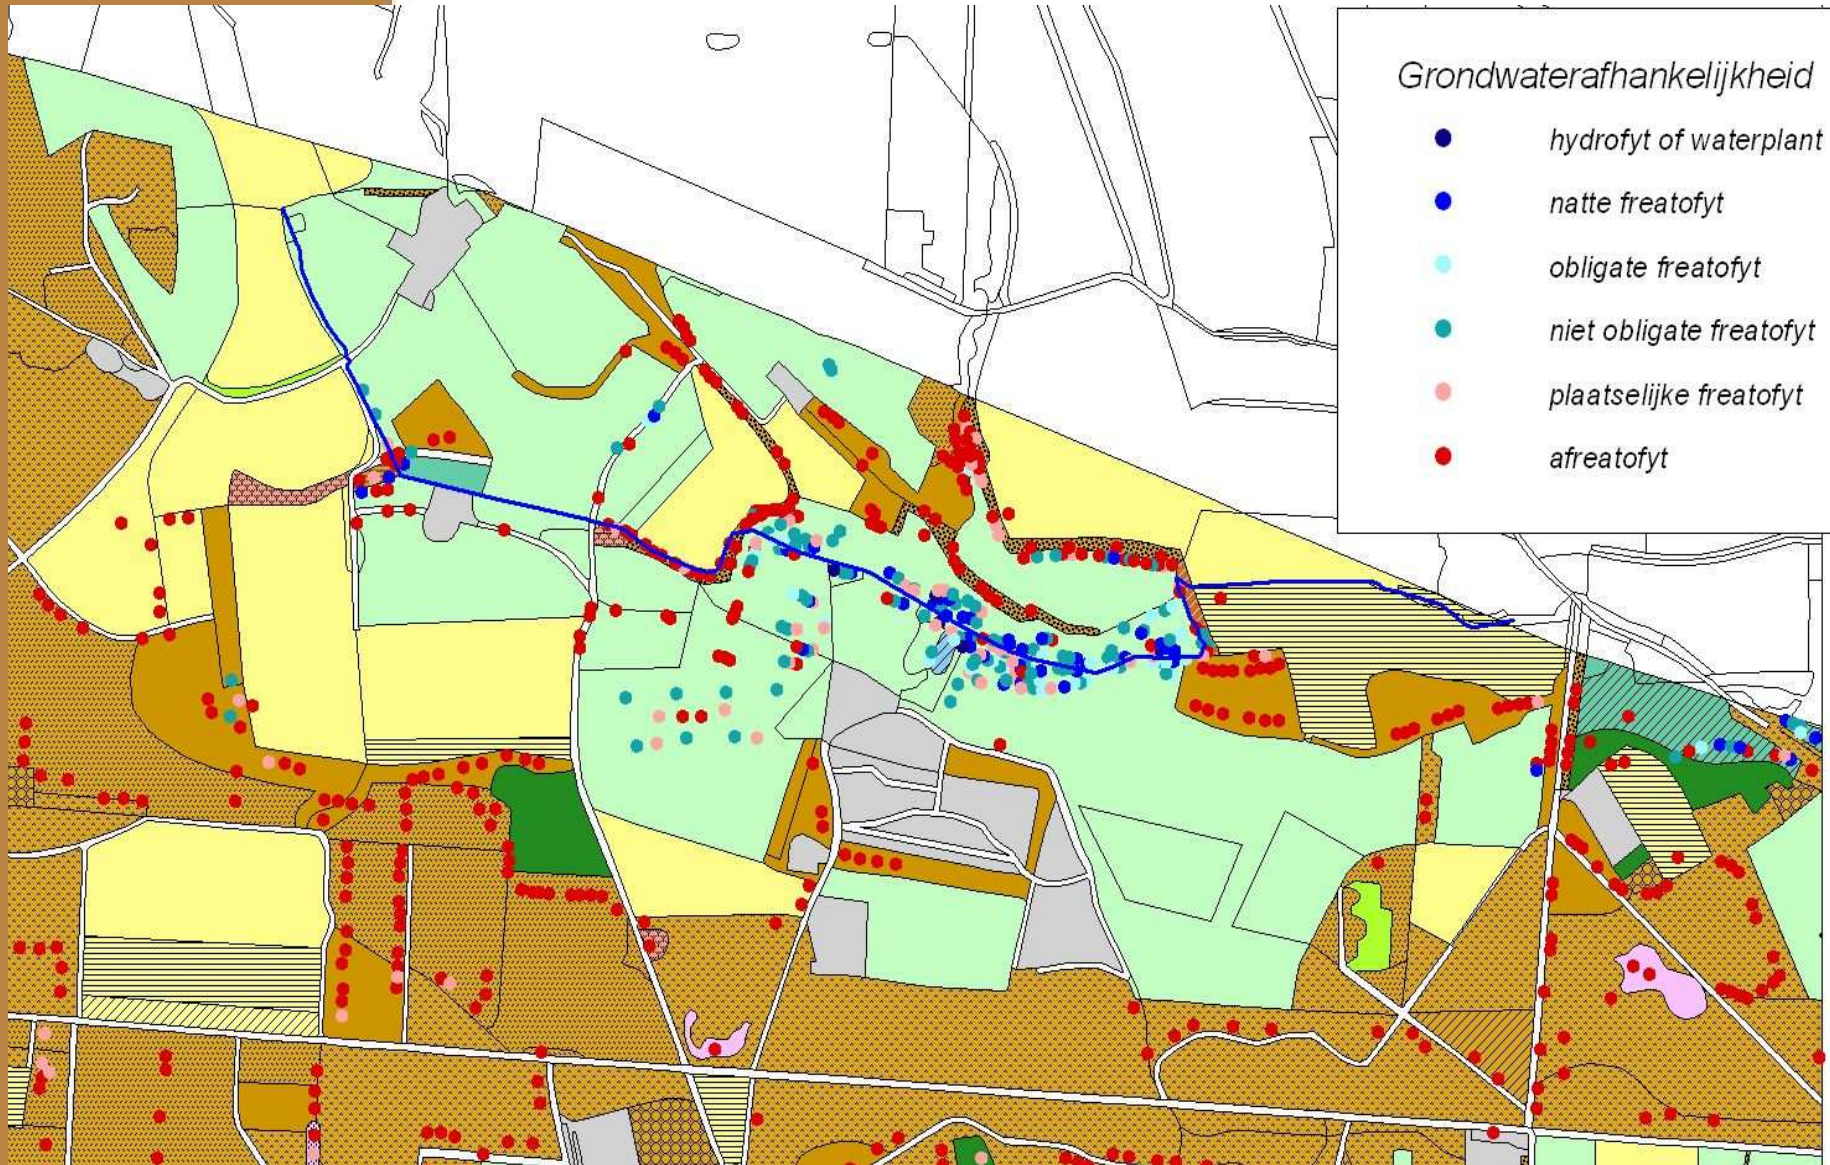 Grondwaterafhankelijkheid
hydrofyt of waterplant
natte freatofyt
obligate freatofyt
niet obligate freatofyt
plaatselijke freatofyt
afreatofyt